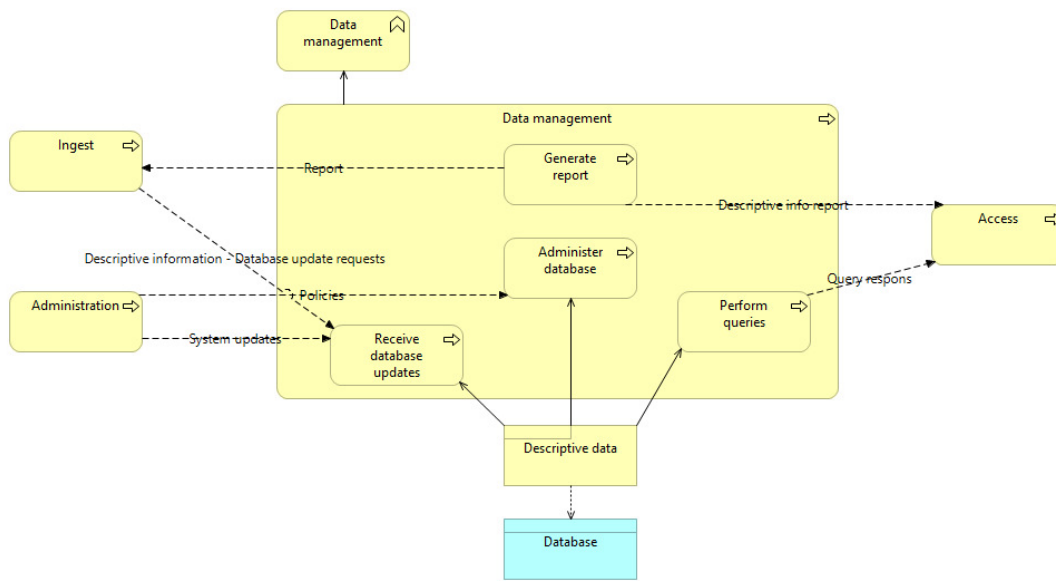 Data
management
Data management
Ingest
Generate
report
Report
Descriptive info report
Access
Administer
database
Descriptive information - Database update requests
Query respons
Administration
Policies
Perform
queries
System updates
Receive
database
updates
Descriptive data
Database